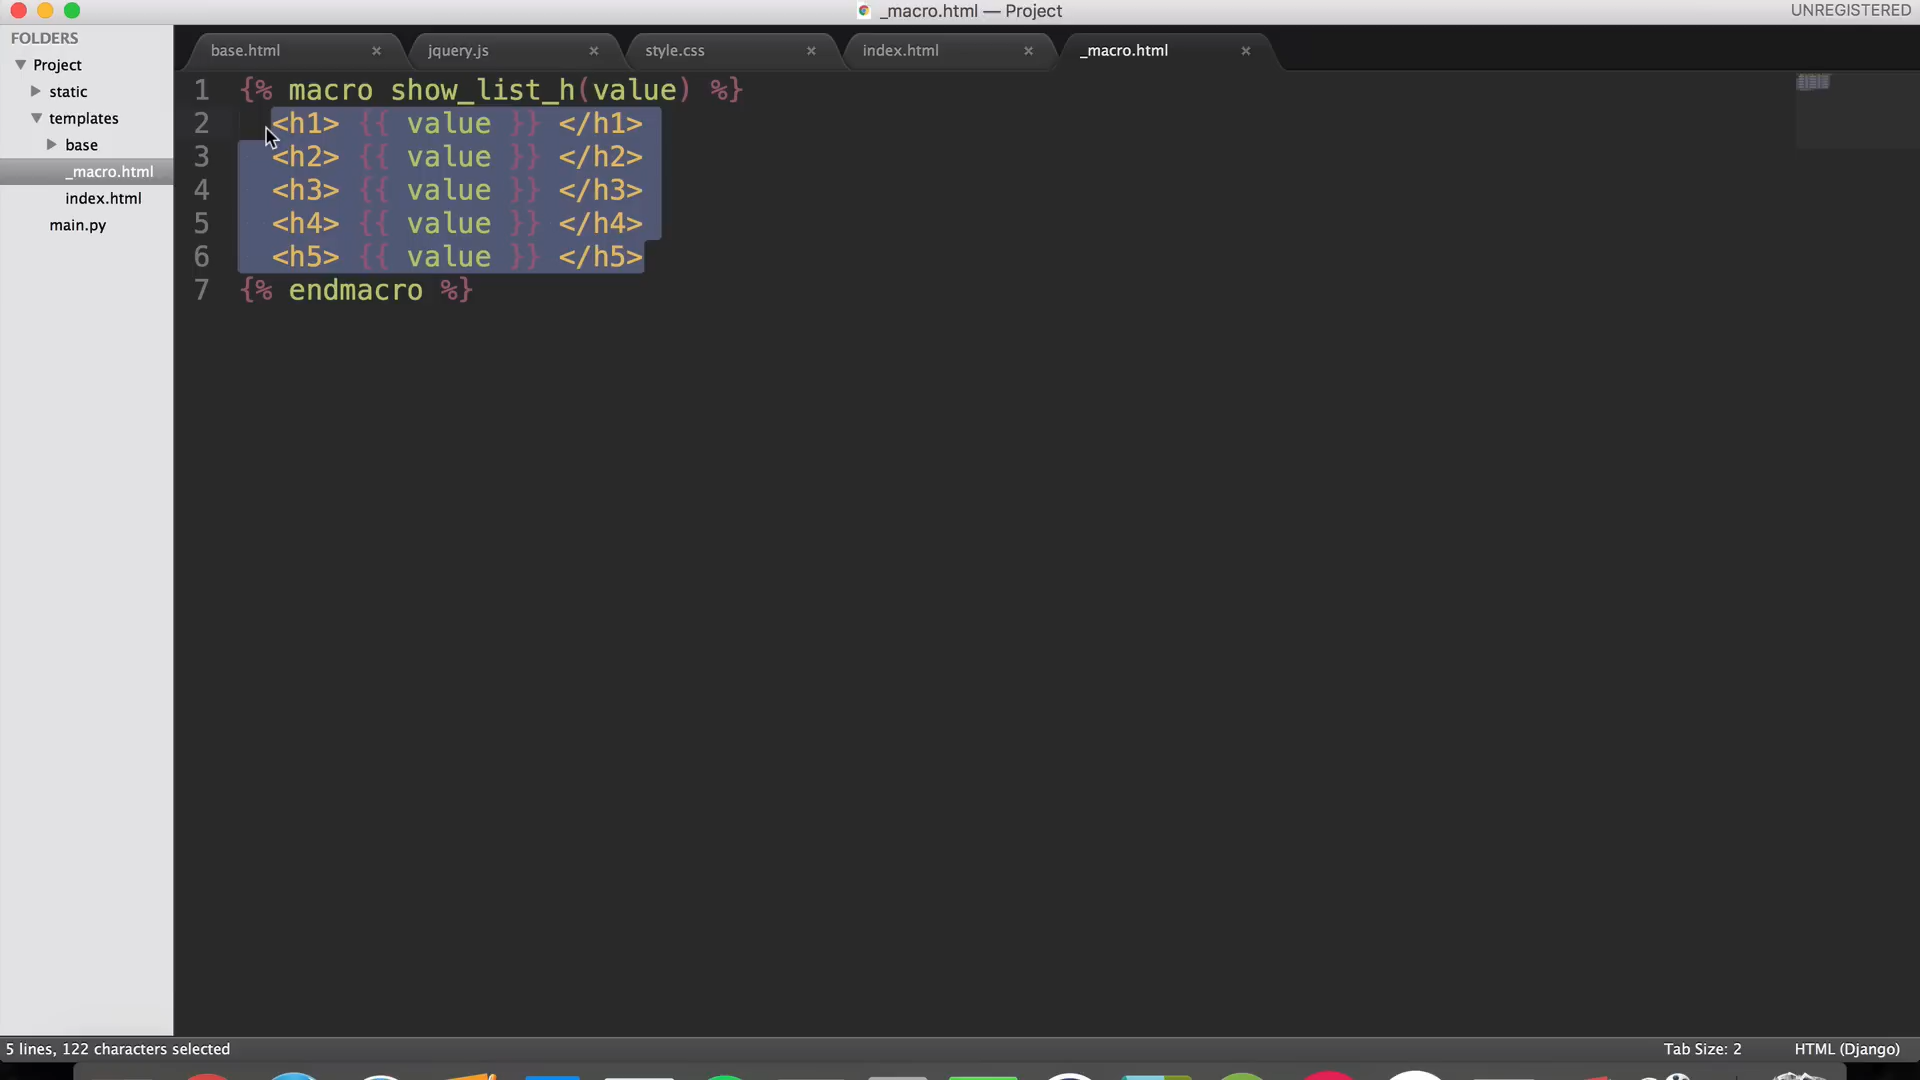 _macro.html — Project
UNREGISTERED
FOLDERS
Project
static
templates
base
_macro.html
index.html
main.py
base.html × jquery.js × style.css × index.html × _macro.html ×
1 {% macro show_list_h(value) %}
2 <h1> {{ value }} </h1>
3 <h2> {{ value }} </h2>
4 <h3> {{ value }} </h3>
5 <h4> {{ value }} </h4>
6 <h5> {{ value }} </h5>
7 {% endmacro %}
5 lines, 122 characters selected
Tab Size: 2
HTML (Django)